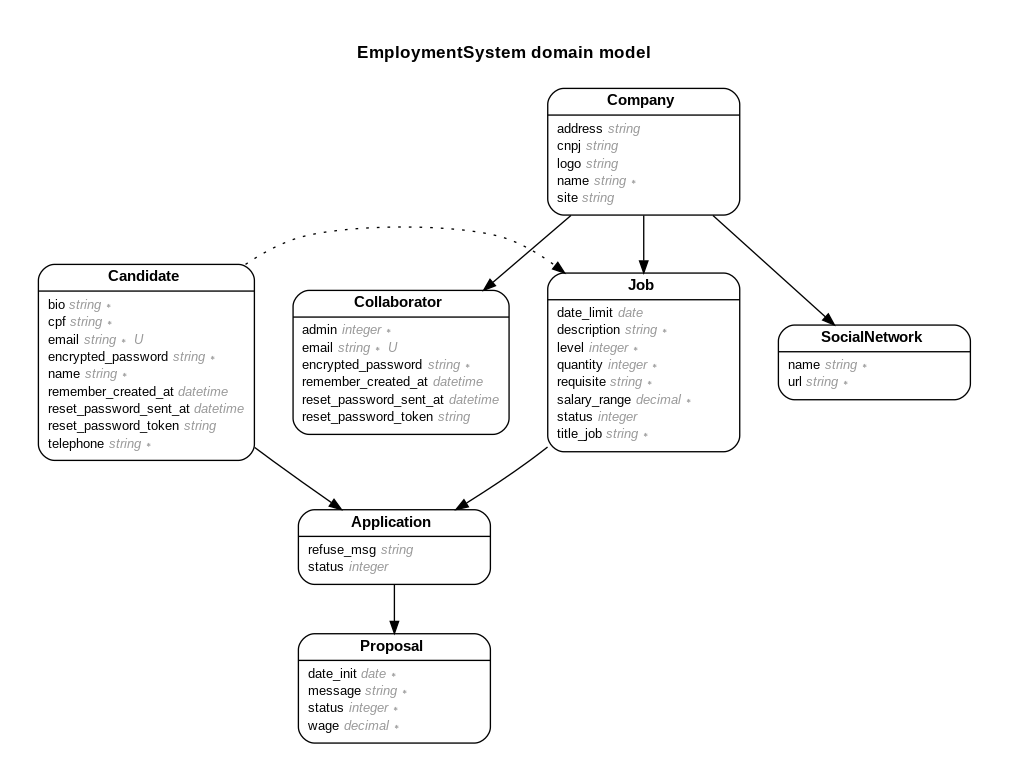 EmploymentSystem domain model
Company
address string
cnpj string
logo string
name string •
site string
Candidate
bio string •
cpf string •
email string • U
encrypted_password string •
name string •
remember_created_at datetime
reset_password_sent_at datetime
reset_password_token string
telephone string •
Collaborator
admin integer •
email string • U
encrypted_password string •
remember_created_at datetime
reset_password_sent_at datetime
reset_password_token string
Job
date_limit date
description string •
level integer •
quantity integer •
requisite string •
salary_range decimal •
status integer
title_job string •
SocialNetwork
name string •
url string •
Application
refuse_msg string
status integer
Proposal
date_init date •
message string •
status integer •
wage decimal •